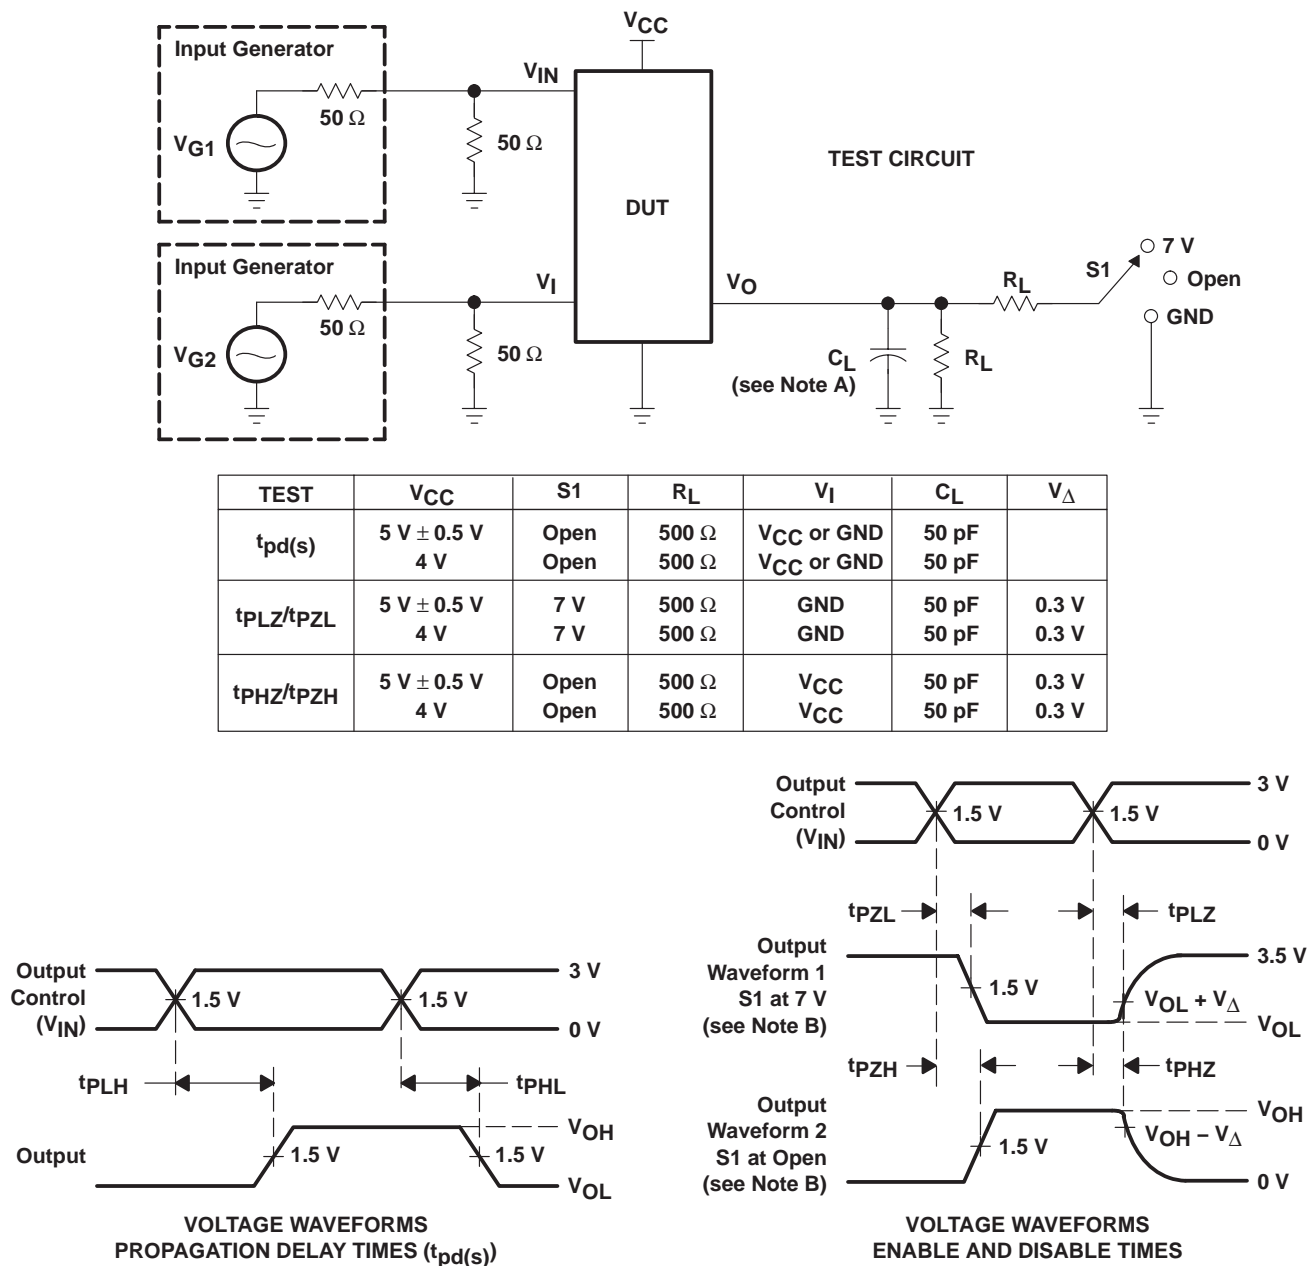 VCC
Input Generator
VIN
50 Ω
VG1
50 Ω
TEST CIRCUIT
DUT
Input Generator
VI
VO
50 Ω
VG2
50 Ω
RL
S1
7 V
Open
GND
CL
(see Note A)
RL
TEST VCC S1 RL VI CL VΔ
tpd(s) 5 V ± 0.5 V Open 500 Ω VCC or GND 50 pF
4 V Open 500 Ω VCC or GND 50 pF
tPLZ/tPZL 5 V ± 0.5 V 7 V 500 Ω GND 50 pF 0.3 V
4 V 7 V 500 Ω GND 50 pF 0.3 V
tPHZ/tPZH 5 V ± 0.5 V Open 500 Ω VCC 50 pF 0.3 V
4 V Open 500 Ω VCC 50 pF 0.3 V
Output
Control
(VIN)
1.5 V
1.5 V
3 V
0 V
tPLH
tPHL
Output
1.5 V
1.5 V
VOH
VOL
VOLTAGE WAVEFORMS
PROPAGATION DELAY TIMES (tpd(s))
Output
Control
(VIN)
1.5 V
1.5 V
3 V
0 V
tPZL
tPLZ
Output
Waveform 1
S1 at 7 V
(see Note B)
1.5 V
3.5 V
VOL + VΔ
VOL
tPZH
tPHZ
Output
Waveform 2
S1 at Open
(see Note B)
1.5 V
VOH
VOH − VΔ
0 V
VOLTAGE WAVEFORMS
ENABLE AND DISABLE TIMES